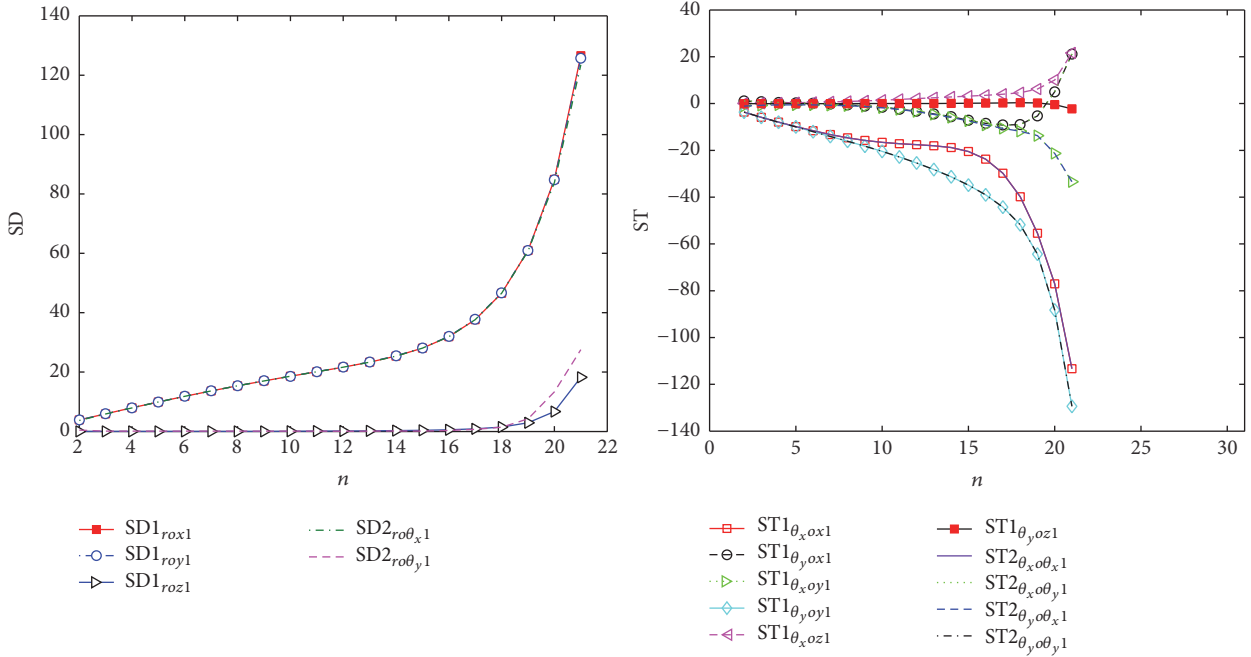 140
120
100
80
60
40
20
0
SD
2 4 6 8 10 12 14 16 18 20 22
n
SD1rox1
SD1roy1
SD1roz1
SD2roθx1
SD2roθy1
40
20
0
−20
−40
−60
−80
−100
−120
−140
ST
0 5 10 15 20 25 30
n
ST1θxox1
ST1θyox1
ST1θxoy1
ST1θyoy1
ST1θxoz1
ST1θyoz1
ST2θxoθx1
ST2θxoθy1
ST2θyoθx1
ST2θyoθy1